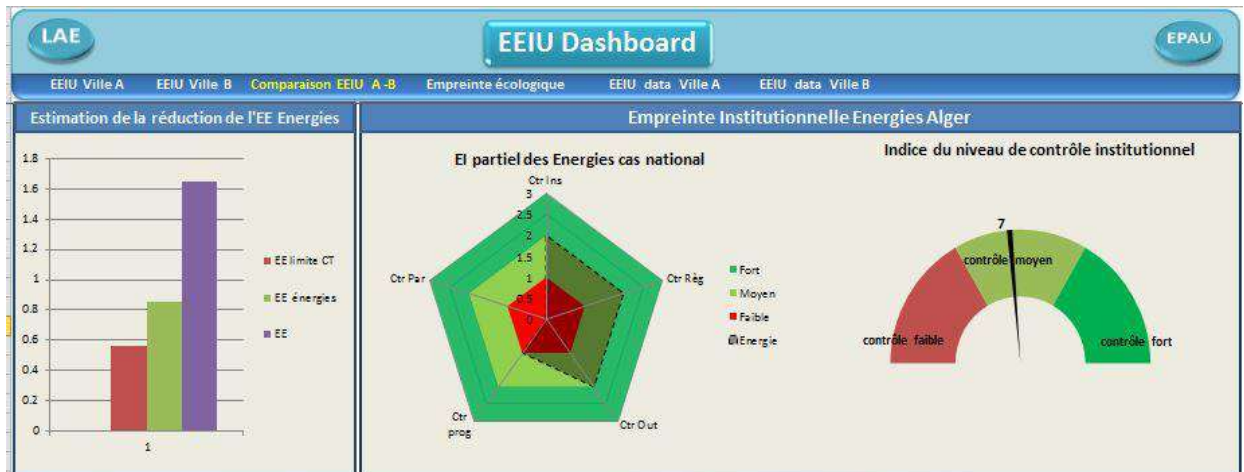 LAE
EEIU Dashboard
EPAU
EEIU Ville A
EEIU Ville B
Comparaison EEIU A -B
Empreinte écologique
EEIU data Ville A
EEIU data Ville B
Estimation de la réduction de l'EE Energies
1.8
1.6
1.4
1.2
1
0.8
0.6
0.4
0.2
0
1
EE limite CT
EE énergies
EE
Empreinte Institutionnelle Energies Alger
EI partiel des Energies cas national
Ctr Ins
3
2.5
2
1.5
1
0.5
0
Ctr Par
Ctr Règ
Ctr prog
Ctr Out
Fort
Moyen
Faible
Energie
Indice du niveau de contrôle institutionnel
7
contrôle moyen
contrôle faible
contrôle fort